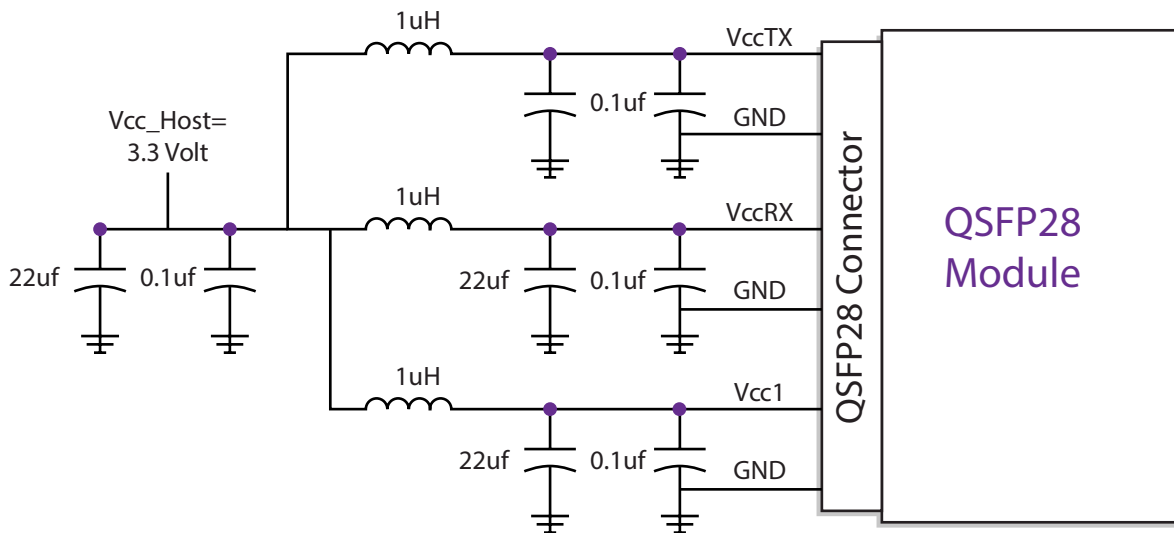 1uH
VccTX
0.1uf
GND
Vcc_Host=
3.3 Volt
1uH
VccRX
22uf
0.1uf
22uf
0.1uf
GND
1uH
Vcc1
22uf
0.1uf
GND
QSFP28 Connector
QSFP28
Module